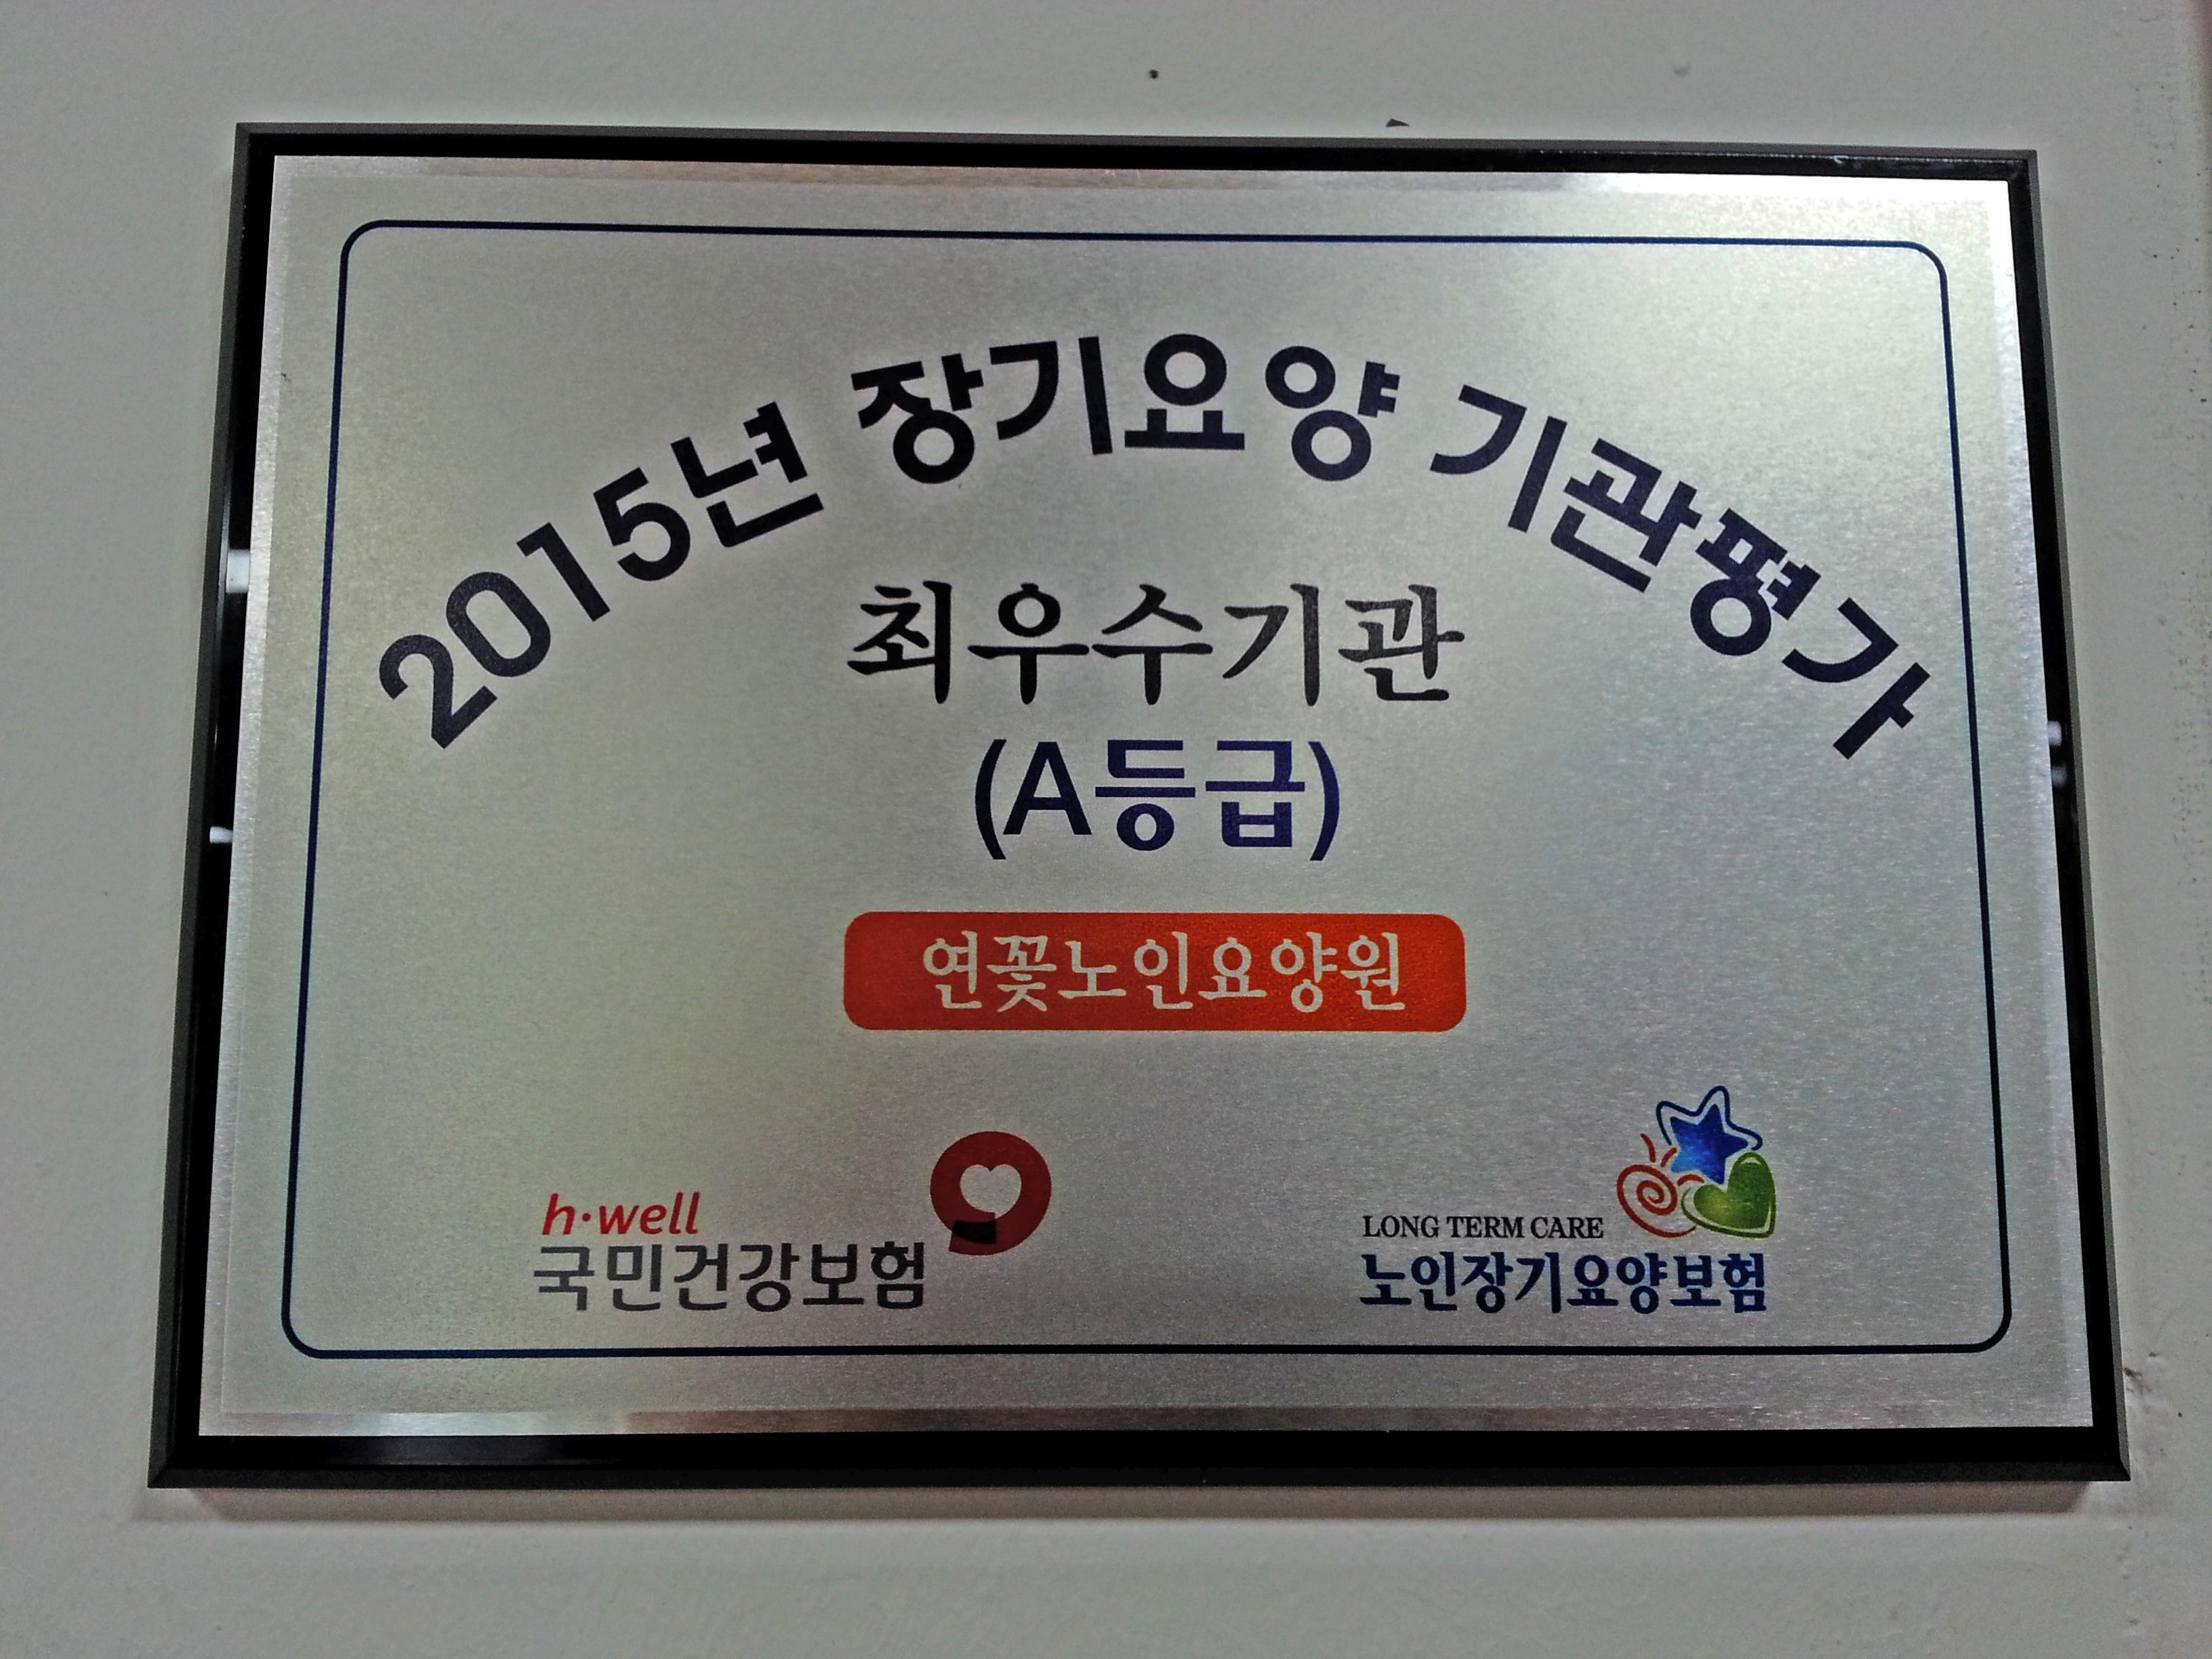 2015년 장기요양 기관평가
최우수기관
(A등급)
연꽃노인요양원
h·well
국민건강보험
LONG TERM CARE
노인장기요양보험